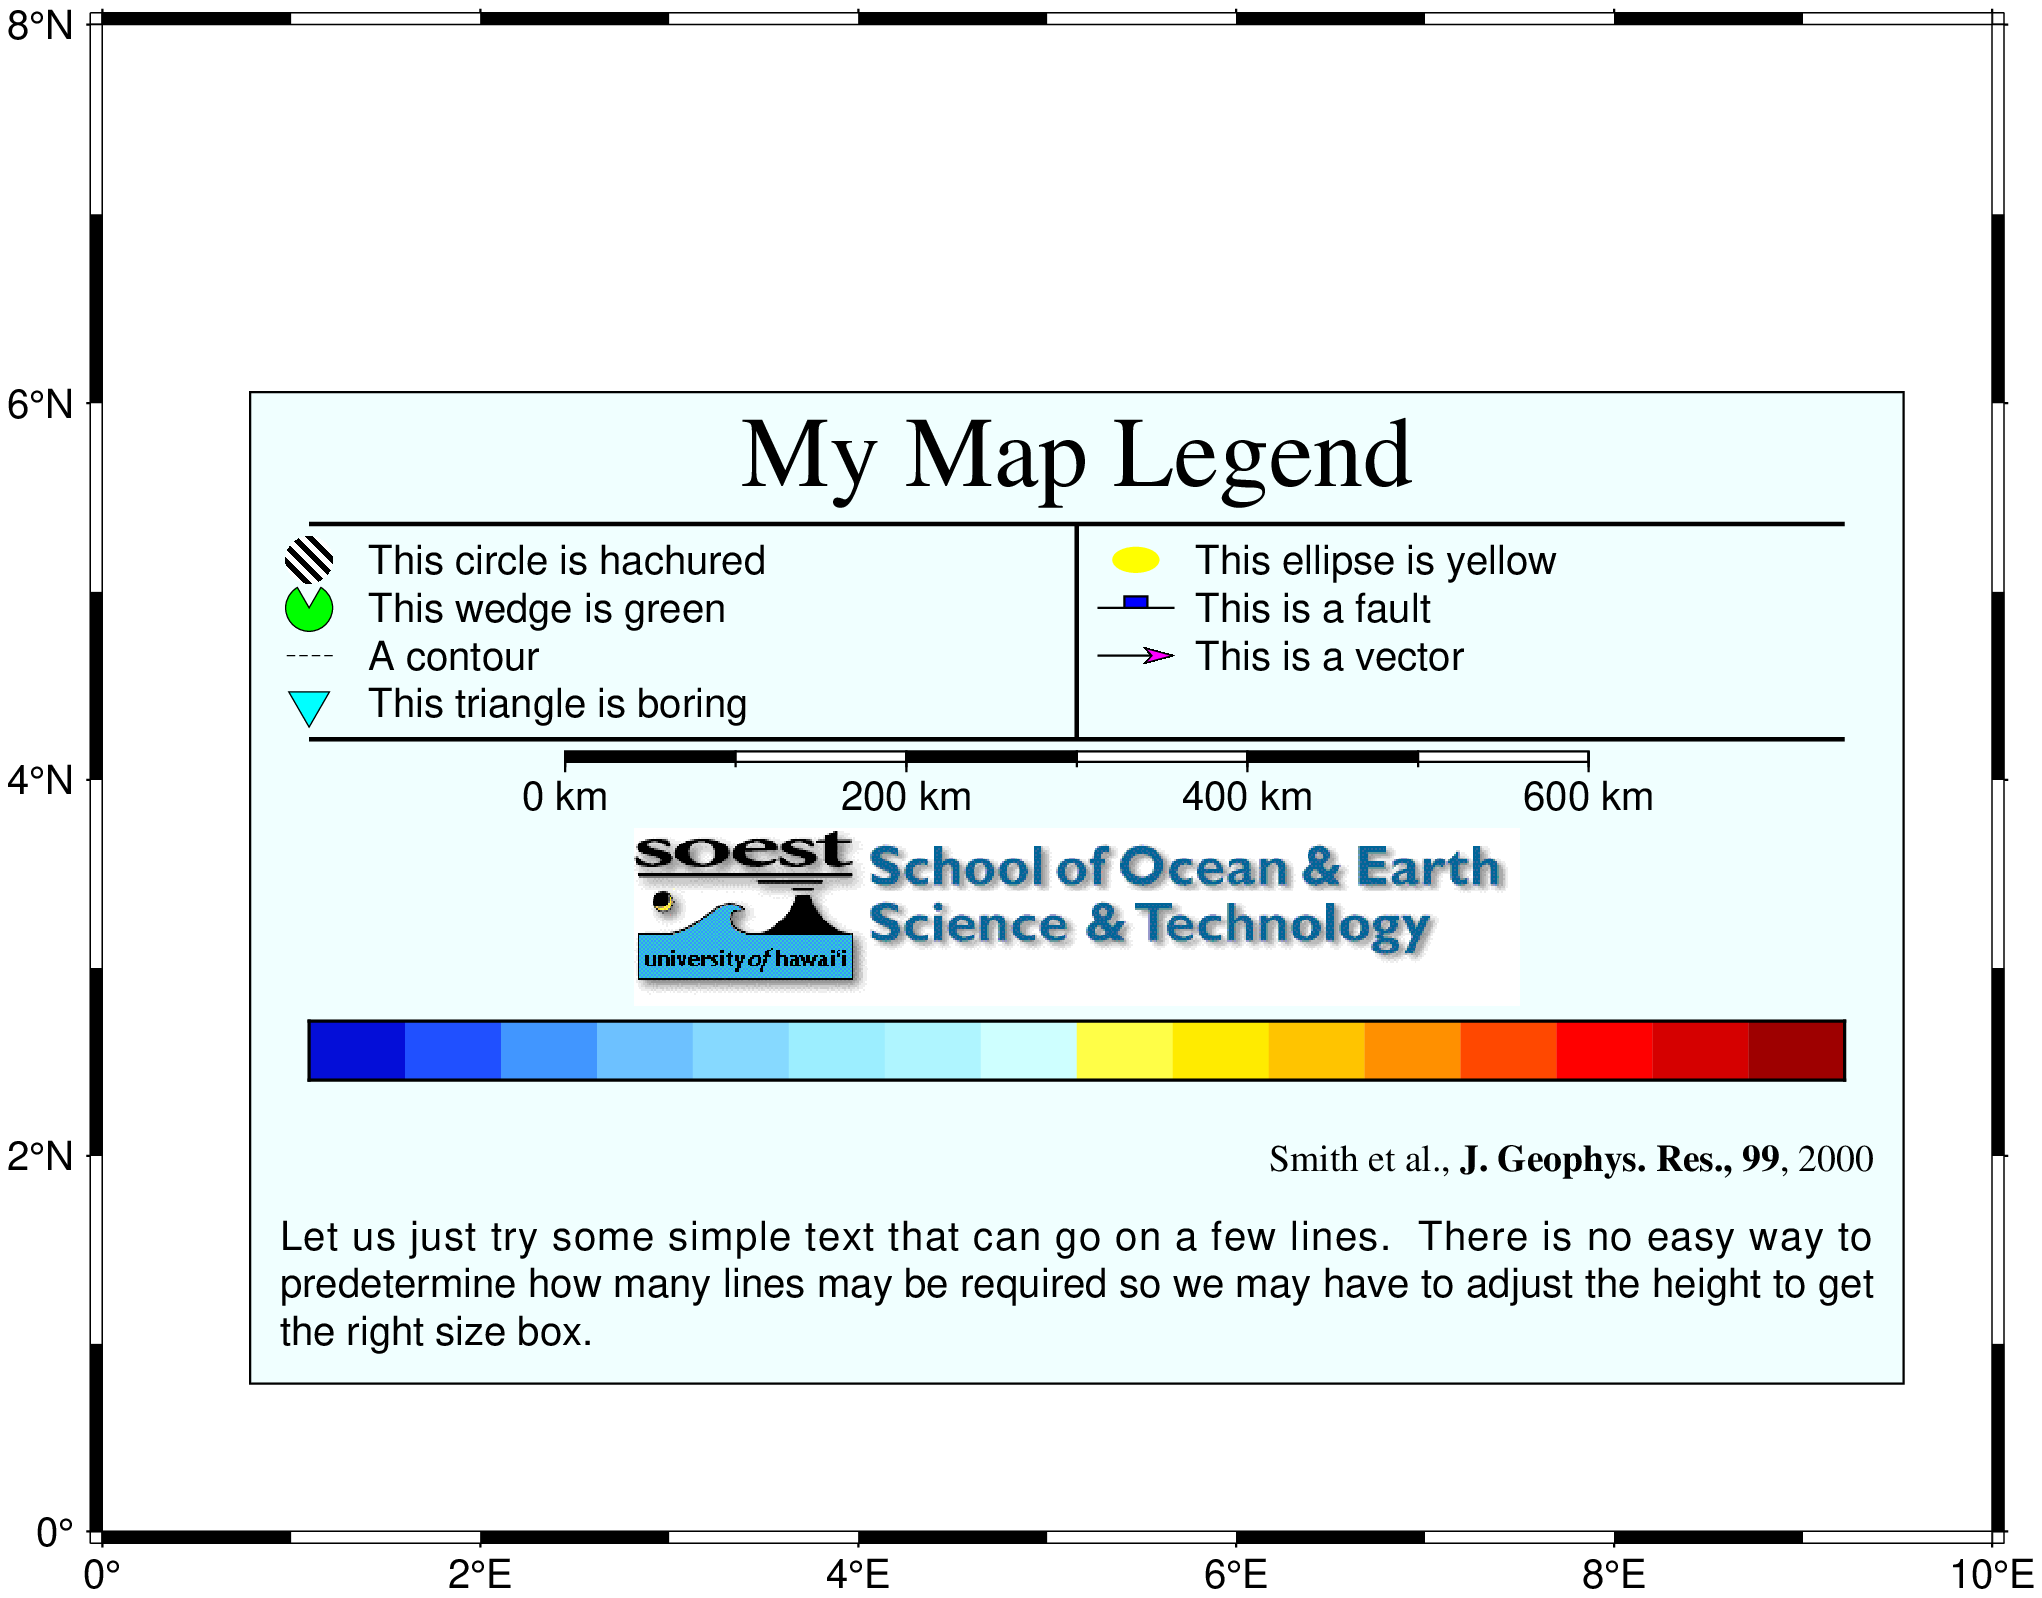 8°N
6°N
My Map Legend
This circle is hachured
This ellipse is yellow
This wedge is green
This is a fault
A contour
This is a vector
This triangle is boring
4°N
0 km 200 km 400 km 600 km
soest
School of Ocean & Earth
Science & Technology
university of hawai'i
2°N
Smith et al., J. Geophys. Res., 99, 2000
Let us just try some simple text that can go on a few lines. There is no easy way to
predetermine how many lines may be required so we may have to adjust the height to get
the right size box.
0°
0° 2°E 4°E 6°E 8°E 10°E